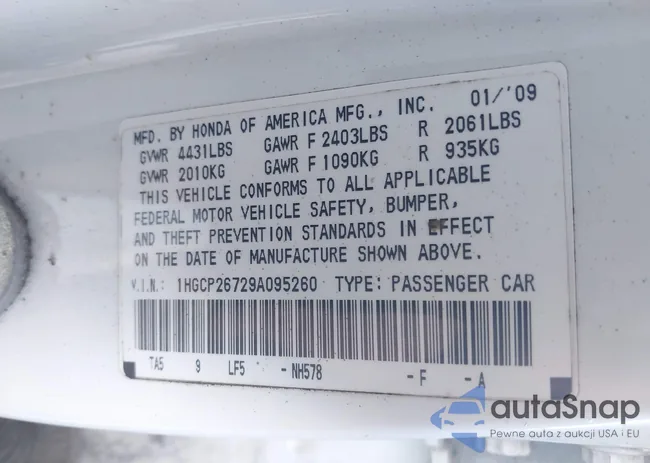 MFD. BY HONDA OF AMERICA MFG., INC. 01/'09
GVWR 4431LBS GAWR F 2403LBS R 2061LBS
GVWR 2010KG GAWR F 1090KG R 935KG
THIS VEHICLE CONFORMS TO ALL APPLICABLE
FEDERAL MOTOR VEHICLE SAFETY, BUMPER,
AND THEFT PREVENTION STANDARDS IN EFFECT
ON THE DATE OF MANUFACTURE SHOWN ABOVE.
V.I.N.: 1HGCP26729A095260 TYPE: PASSENGER CAR
TA5 9 LF5 -NH578 -F -A
autaSnap
Pewne auta z aukcji USA i EU